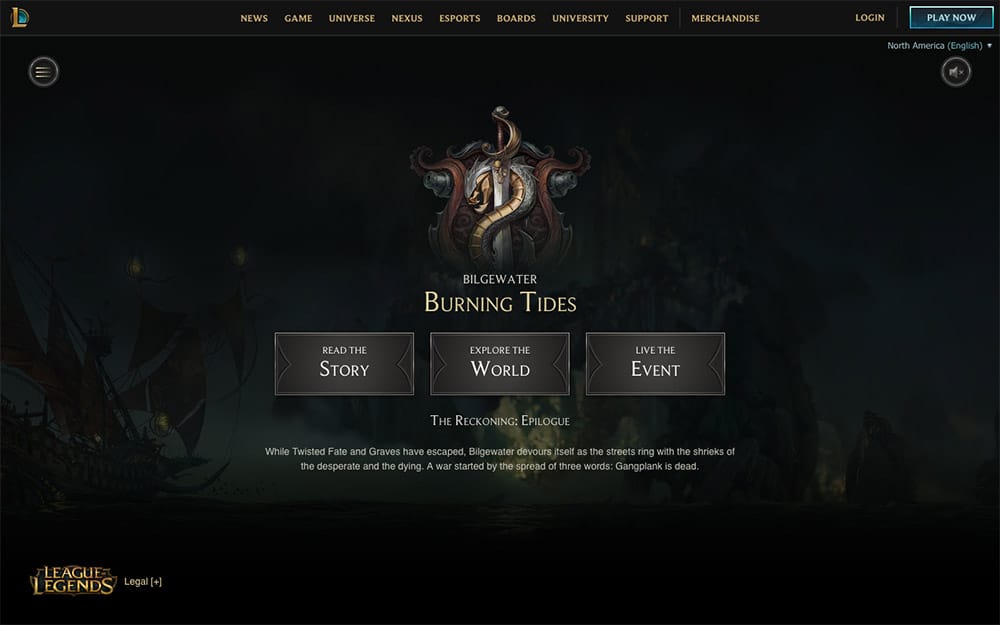 NEWS GAME UNIVERSE NEXUS ESPORTS BOARDS UNIVERSITY SUPPORT MERCHANDISE LOGIN PLAY NOW
North America (English)
BILGEWATER
BURNING TIDES
READ THE
STORY
EXPLORE THE
WORLD
LIVE THE
EVENT
THE RECKONING: EPILOGUE
While Twisted Fate and Graves have escaped, Bilgewater devours itself as the streets ring with the shrieks of
the desperate and the dying. A war started by the spread of three words: Gangplank is dead.
LEAGUE OF
LEGENDS
Legal [+]